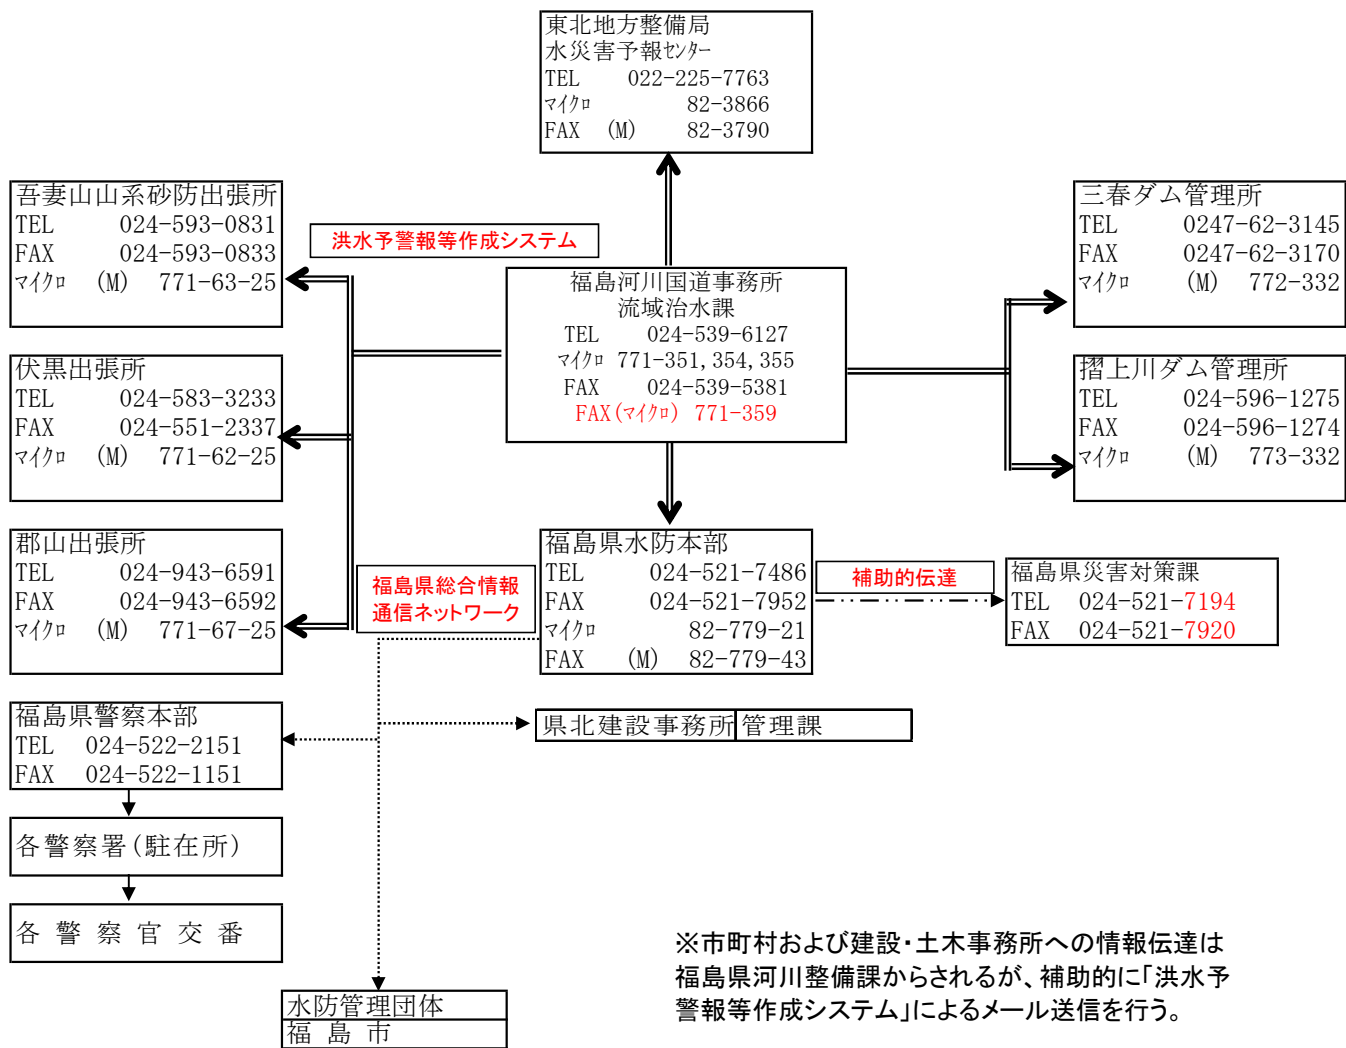 東北地方整備局
水災害予報ｾﾝﾀｰ
TEL 022-225-7763
ﾏｲｸﾛ 82-3866
FAX (M) 82-3790
吾妻山山系砂防出張所
TEL 024-593-0831
FAX 024-593-0833
ﾏｲｸﾛ (M) 771-63-25
洪水予警報等作成システム
福島河川国道事務所
流域治水課
TEL 024-539-6127
ﾏｲｸﾛ 771-351,354,355
FAX 024-539-5381
FAX(ﾏｲｸﾛ) 771-359
三春ダム管理所
TEL 0247-62-3145
FAX 0247-62-3170
ﾏｲｸﾛ (M) 772-332
伏黒出張所
TEL 024-583-3233
FAX 024-551-2337
ﾏｲｸﾛ (M) 771-62-25
摺上川ダム管理所
TEL 024-596-1275
FAX 024-596-1274
ﾏｲｸﾛ (M) 773-332
郡山出張所
TEL 024-943-6591
FAX 024-943-6592
ﾏｲｸﾛ (M) 771-67-25
福島県総合情報
通信ネットワーク
福島県水防本部
TEL 024-521-7486
FAX 024-521-7952
ﾏｲｸﾛ 82-779-21
FAX (M) 82-779-43
補助的伝達
福島県災害対策課
TEL 024-521-7194
FAX 024-521-7920
福島県警察本部
TEL 024-522-2151
FAX 024-522-1151
県北建設事務所 管理課
各警察署(駐在所)
各警察官交番
水防管理団体
福島市
※市町村および建設・土木事務所への情報伝達は
福島県河川整備課からされるが、補助的に「洪水予
警報等作成システム」によるメール送信を行う。